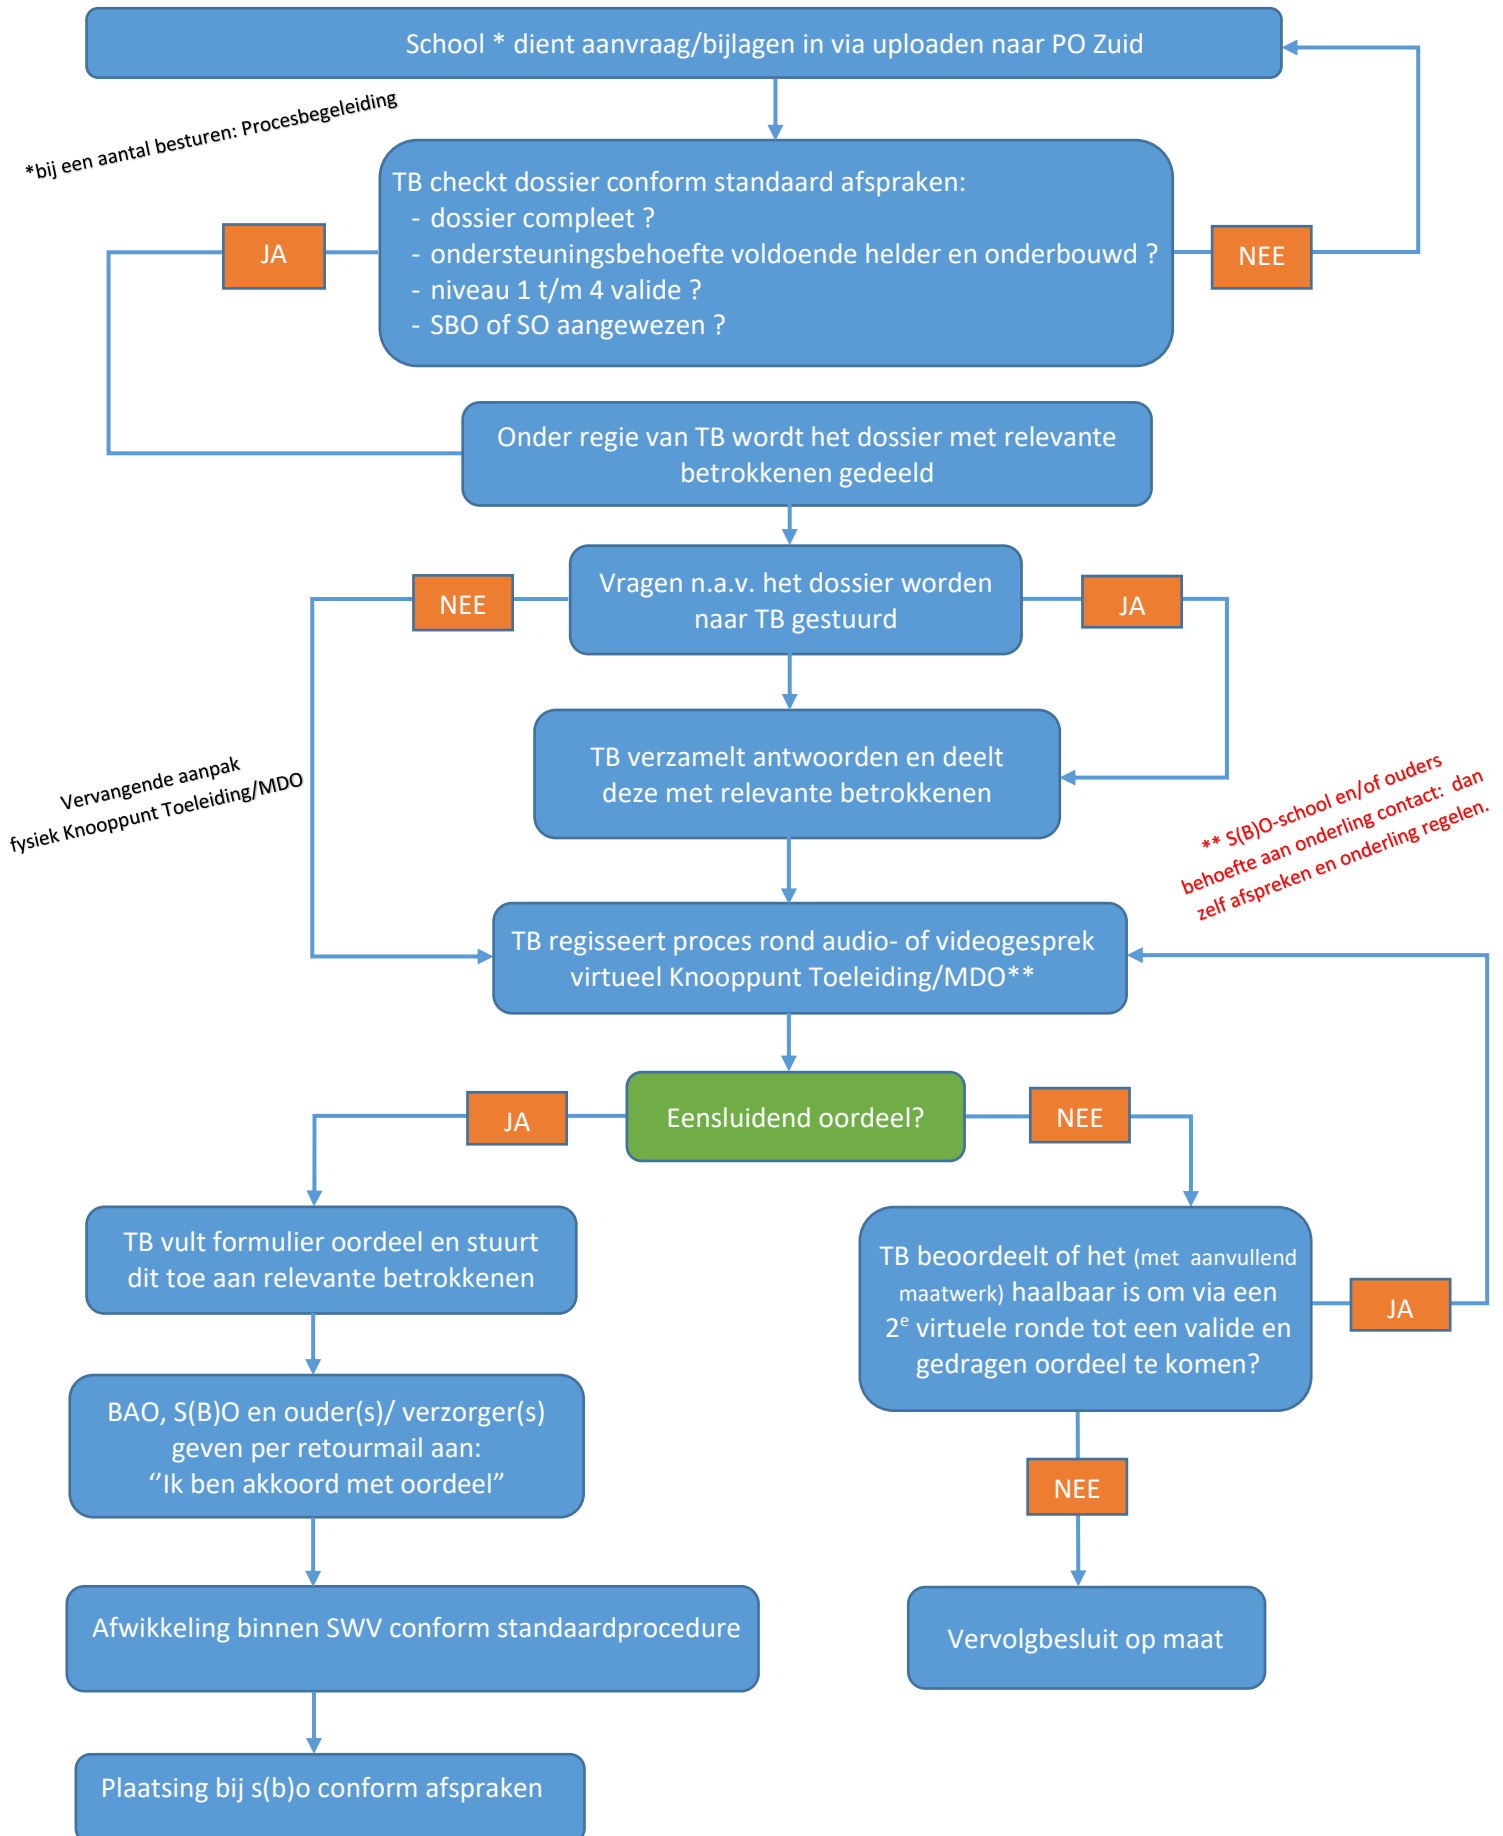 School * dient aanvraag/bijlagen in via uploaden naar PO Zuid
*bij een aantal besturen: Procesbegeleiding
TB checkt dossier conform standaard afspraken:
- dossier compleet ?
- ondersteuningsbehoefte voldoende helder en onderbouwd ?
- niveau 1 t/m 4 valide ?
- SBO of SO aangewezen ?
JA
NEE
Onder regie van TB wordt het dossier met relevante
betrokkenen gedeeld
Vragen n.a.v. het dossier worden
naar TB gestuurd
NEE
JA
TB verzamelt antwoorden en deelt
deze met relevante betrokkenen
Vervangende aanpak
fysiek Knooppunt Toeleiding/MDO
** S(B)O-school en/of ouders
behoefte aan onderling contact: dan
zelf afspreken en onderling regelen.
TB regisseert proces rond audio- of videogesprek
virtueel Knooppunt Toeleiding/MDO**
Eensluidend oordeel?
JA
NEE
TB vult formulier oordeel en stuurt
dit toe aan relevante betrokkenen
TB beoordeelt of het (met aanvullend
maatwerk) haalbaar is om via een
2e virtuele ronde tot een valide en
gedragen oordeel te komen?
JA
BAO, S(B)O en ouder(s)/ verzorger(s)
geven per retourmail aan:
‘’Ik ben akkoord met oordeel”
NEE
Afwikkeling binnen SWV conform standaardprocedure
Vervolgbesluit op maat
Plaatsing bij s(b)o conform afspraken